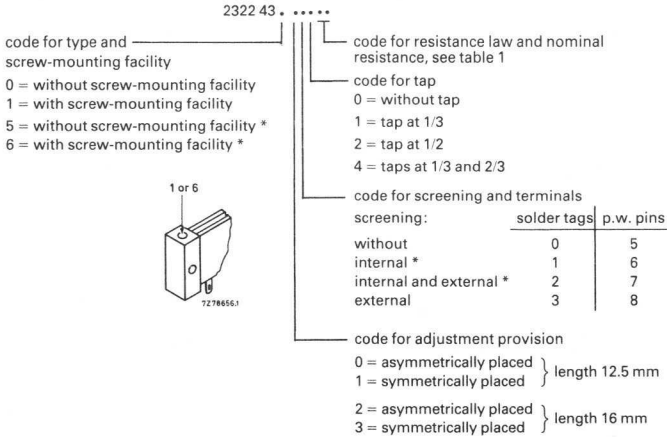 2322 43. .....
code for type and
screw-mounting facility
0 = without screw-mounting facility
1 = with screw-mounting facility
5 = without screw-mounting facility *
6 = with screw-mounting facility *
1 or 6
7Z78656.1
code for resistance law and nominal
resistance, see table 1
code for tap
0 = without tap
1 = tap at 1/3
2 = tap at 1/2
4 = taps at 1/3 and 2/3
code for screening and terminals
screening: solder tags p.w. pins
without 0 5
internal * 1 6
internal and external * 2 7
external 3 8
code for adjustment provision
0 = asymmetrically placed
1 = symmetrically placed
length 12.5 mm
2 = asymmetrically placed
3 = symmetrically placed
length 16 mm